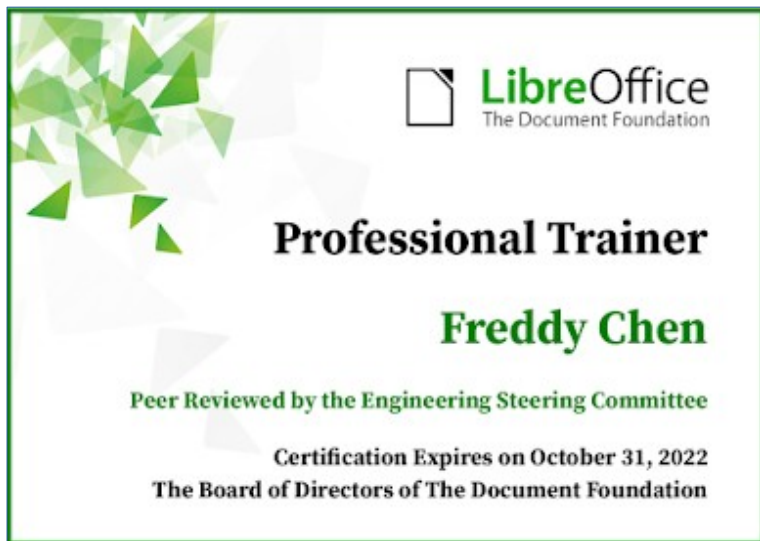 LibreOffice
The Document Foundation
Professional Trainer
Freddy Chen
Peer Reviewed by the Engineering Steering Committee
Certification Expires on October 31, 2022
The Board of Directors of The Document Foundation